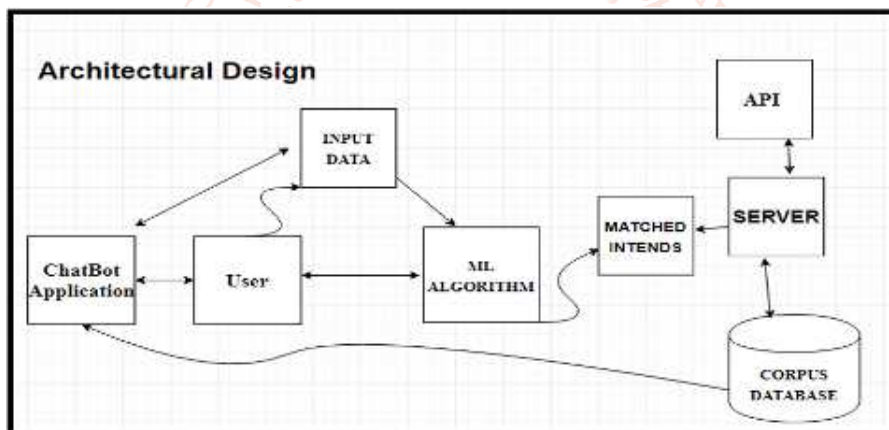 Architectural Design
API
INPUT
DATA
MATCHED
INTENDS
SERVER
ChatBot
Application
User
ML
ALGORITHM
CORPUS
DATABASE